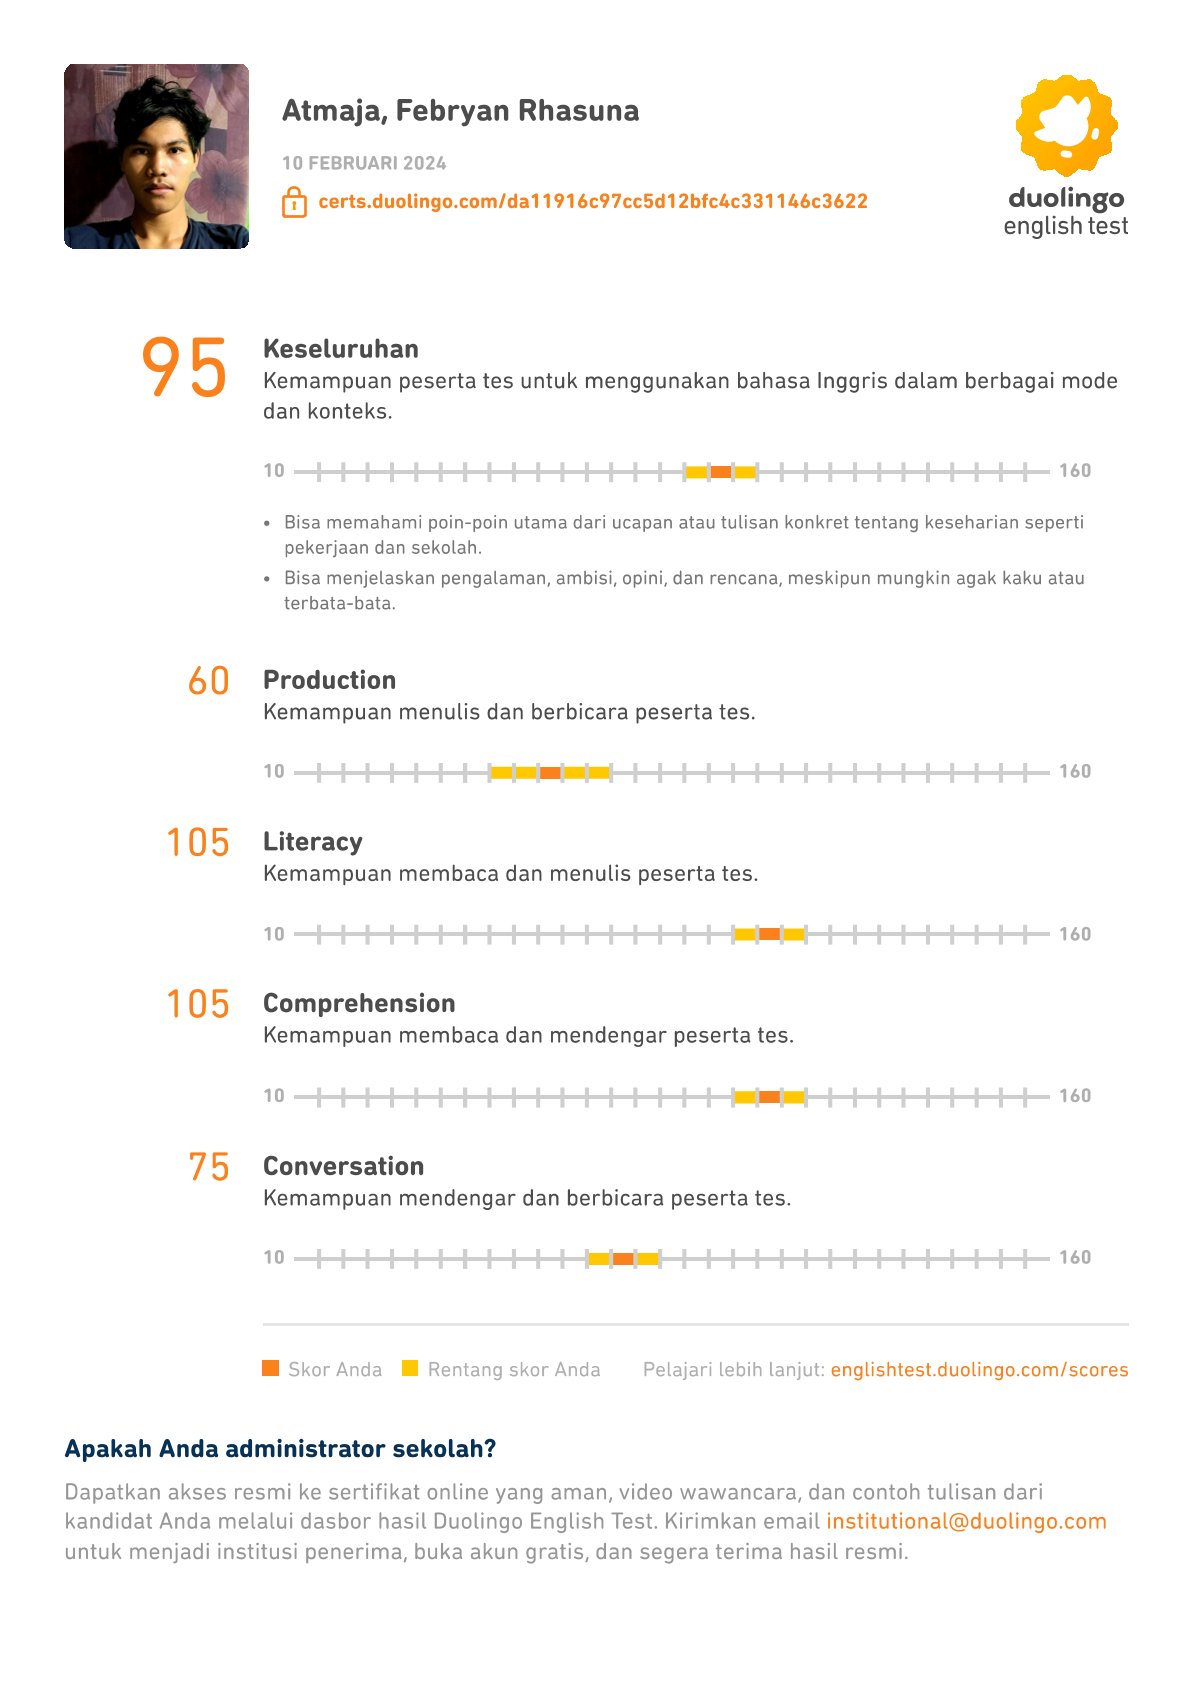 Atmaja, Febryan Rhasuna
10 FEBRUARI 2024
certs.duolingo.com/da11916c97cc5d12bfc4c331146c3622
duolingo
english test
95
Keseluruhan
Kemampuan peserta tes untuk menggunakan bahasa Inggris dalam berbagai mode
dan konteks.
10 160
• Bisa memahami poin-poin utama dari ucapan atau tulisan konkret tentang keseharian seperti
pekerjaan dan sekolah.
• Bisa menjelaskan pengalaman, ambisi, opini, dan rencana, meskipun mungkin agak kaku atau
terbata-bata.
60
Production
Kemampuan menulis dan berbicara peserta tes.
10 160
105
Literacy
Kemampuan membaca dan menulis peserta tes.
10 160
105
Comprehension
Kemampuan membaca dan mendengar peserta tes.
10 160
75
Conversation
Kemampuan mendengar dan berbicara peserta tes.
10 160
Skor Anda Rentang skor Anda Pelajari lebih lanjut: englishtest.duolingo.com/scores
Apakah Anda administrator sekolah?
Dapatkan akses resmi ke sertifikat online yang aman, video wawancara, dan contoh tulisan dari
kandidat Anda melalui dasbor hasil Duolingo English Test. Kirimkan email institutional@duolingo.com
untuk menjadi institusi penerima, buka akun gratis, dan segera terima hasil resmi.